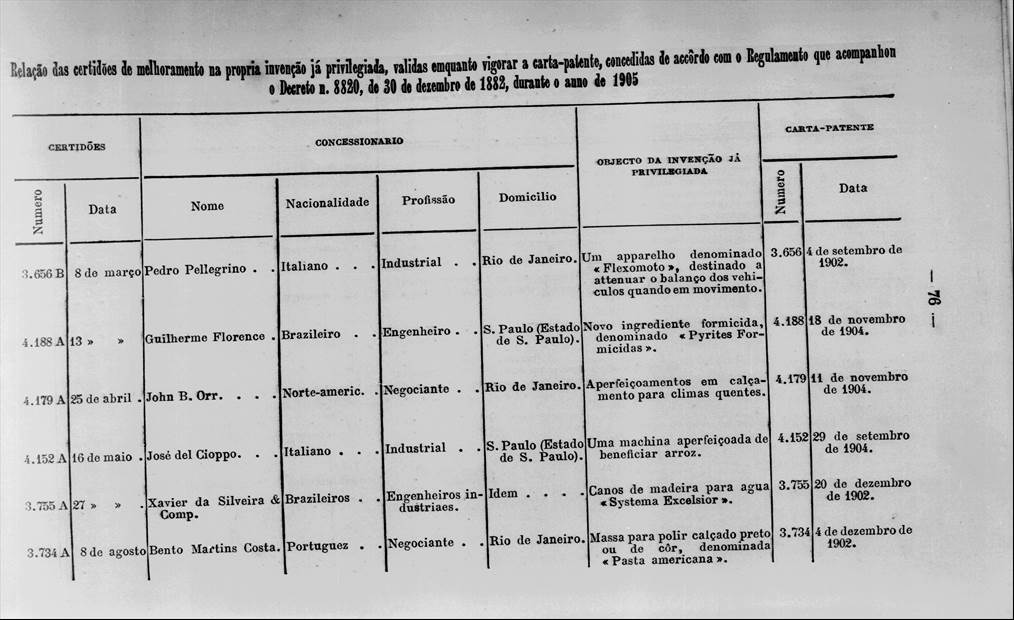 Relação das certidões de melhoramento na propria invenção já privilegiada, validas emquanto vigorar a carta-patente, concedidas de accôrdo com o Regulamento que acompanhou
o Decreto n. 8820, de 30 de dezembro de 1882, durante o anno de 1905
CERTIDÕES
CONCESSIONARIO
OBJECTO DA INVENÇÃO JÁ
PRIVILEGIADA
CARTA-PATENTE
Numero
Data
Nome
Nacionalidade
Profissão
Domicilio
Numero
Data
3.656 B
8 de março
Pedro Pellegrino . .
Italiano . . .
Industrial . .
Rio de Janeiro.
Um apparelho denominado
« Flexomoto », destinado a
attenuar o balanço dos vehi-
culos quando em movimento.
3.656
4 de setembro de
1902.
4.188 A
13 » »
Guilherme Florence .
Brazileiro . .
Engenheiro . .
S. Paulo (Estado
de S. Paulo).
Novo ingrediente formicida,
denominado « Pyrites For-
micidas ».
4.188
18 de novembro
de 1904.
4.179 A
25 de abril .
John B. Orr. . . .
Norte-americ. .
Negociante . .
Rio de Janeiro.
Aperfeiçoamentos em calça-
mento para climas quentes.
4.179
11 de novembro
de 1904.
4.152 A
16 de maio .
José del Cioppo. . .
Italiano . . .
Industrial . .
S. Paulo (Estado
de S. Paulo).
Uma machina aperfeiçoada de
beneficiar arroz.
4.152
29 de setembro
de 1904.
3.755 A
27 » » .
Xavier da Silveira &
Comp.
Brazileiros . .
Engenheiros in-
dustriaes.
Idem . . . .
Canos de madeira para agua
« Systema Excelsior ».
3.755
20 de dezembro
de 1902.
3.734 A
8 de agosto
Bento Martins Costa.
Portuguez . .
Negociante . .
Rio de Janeiro.
Massa para polir calçado preto
ou de côr, denominada
« Pasta americana ».
3.734
4 de dezembro de
1902.
— 76 —